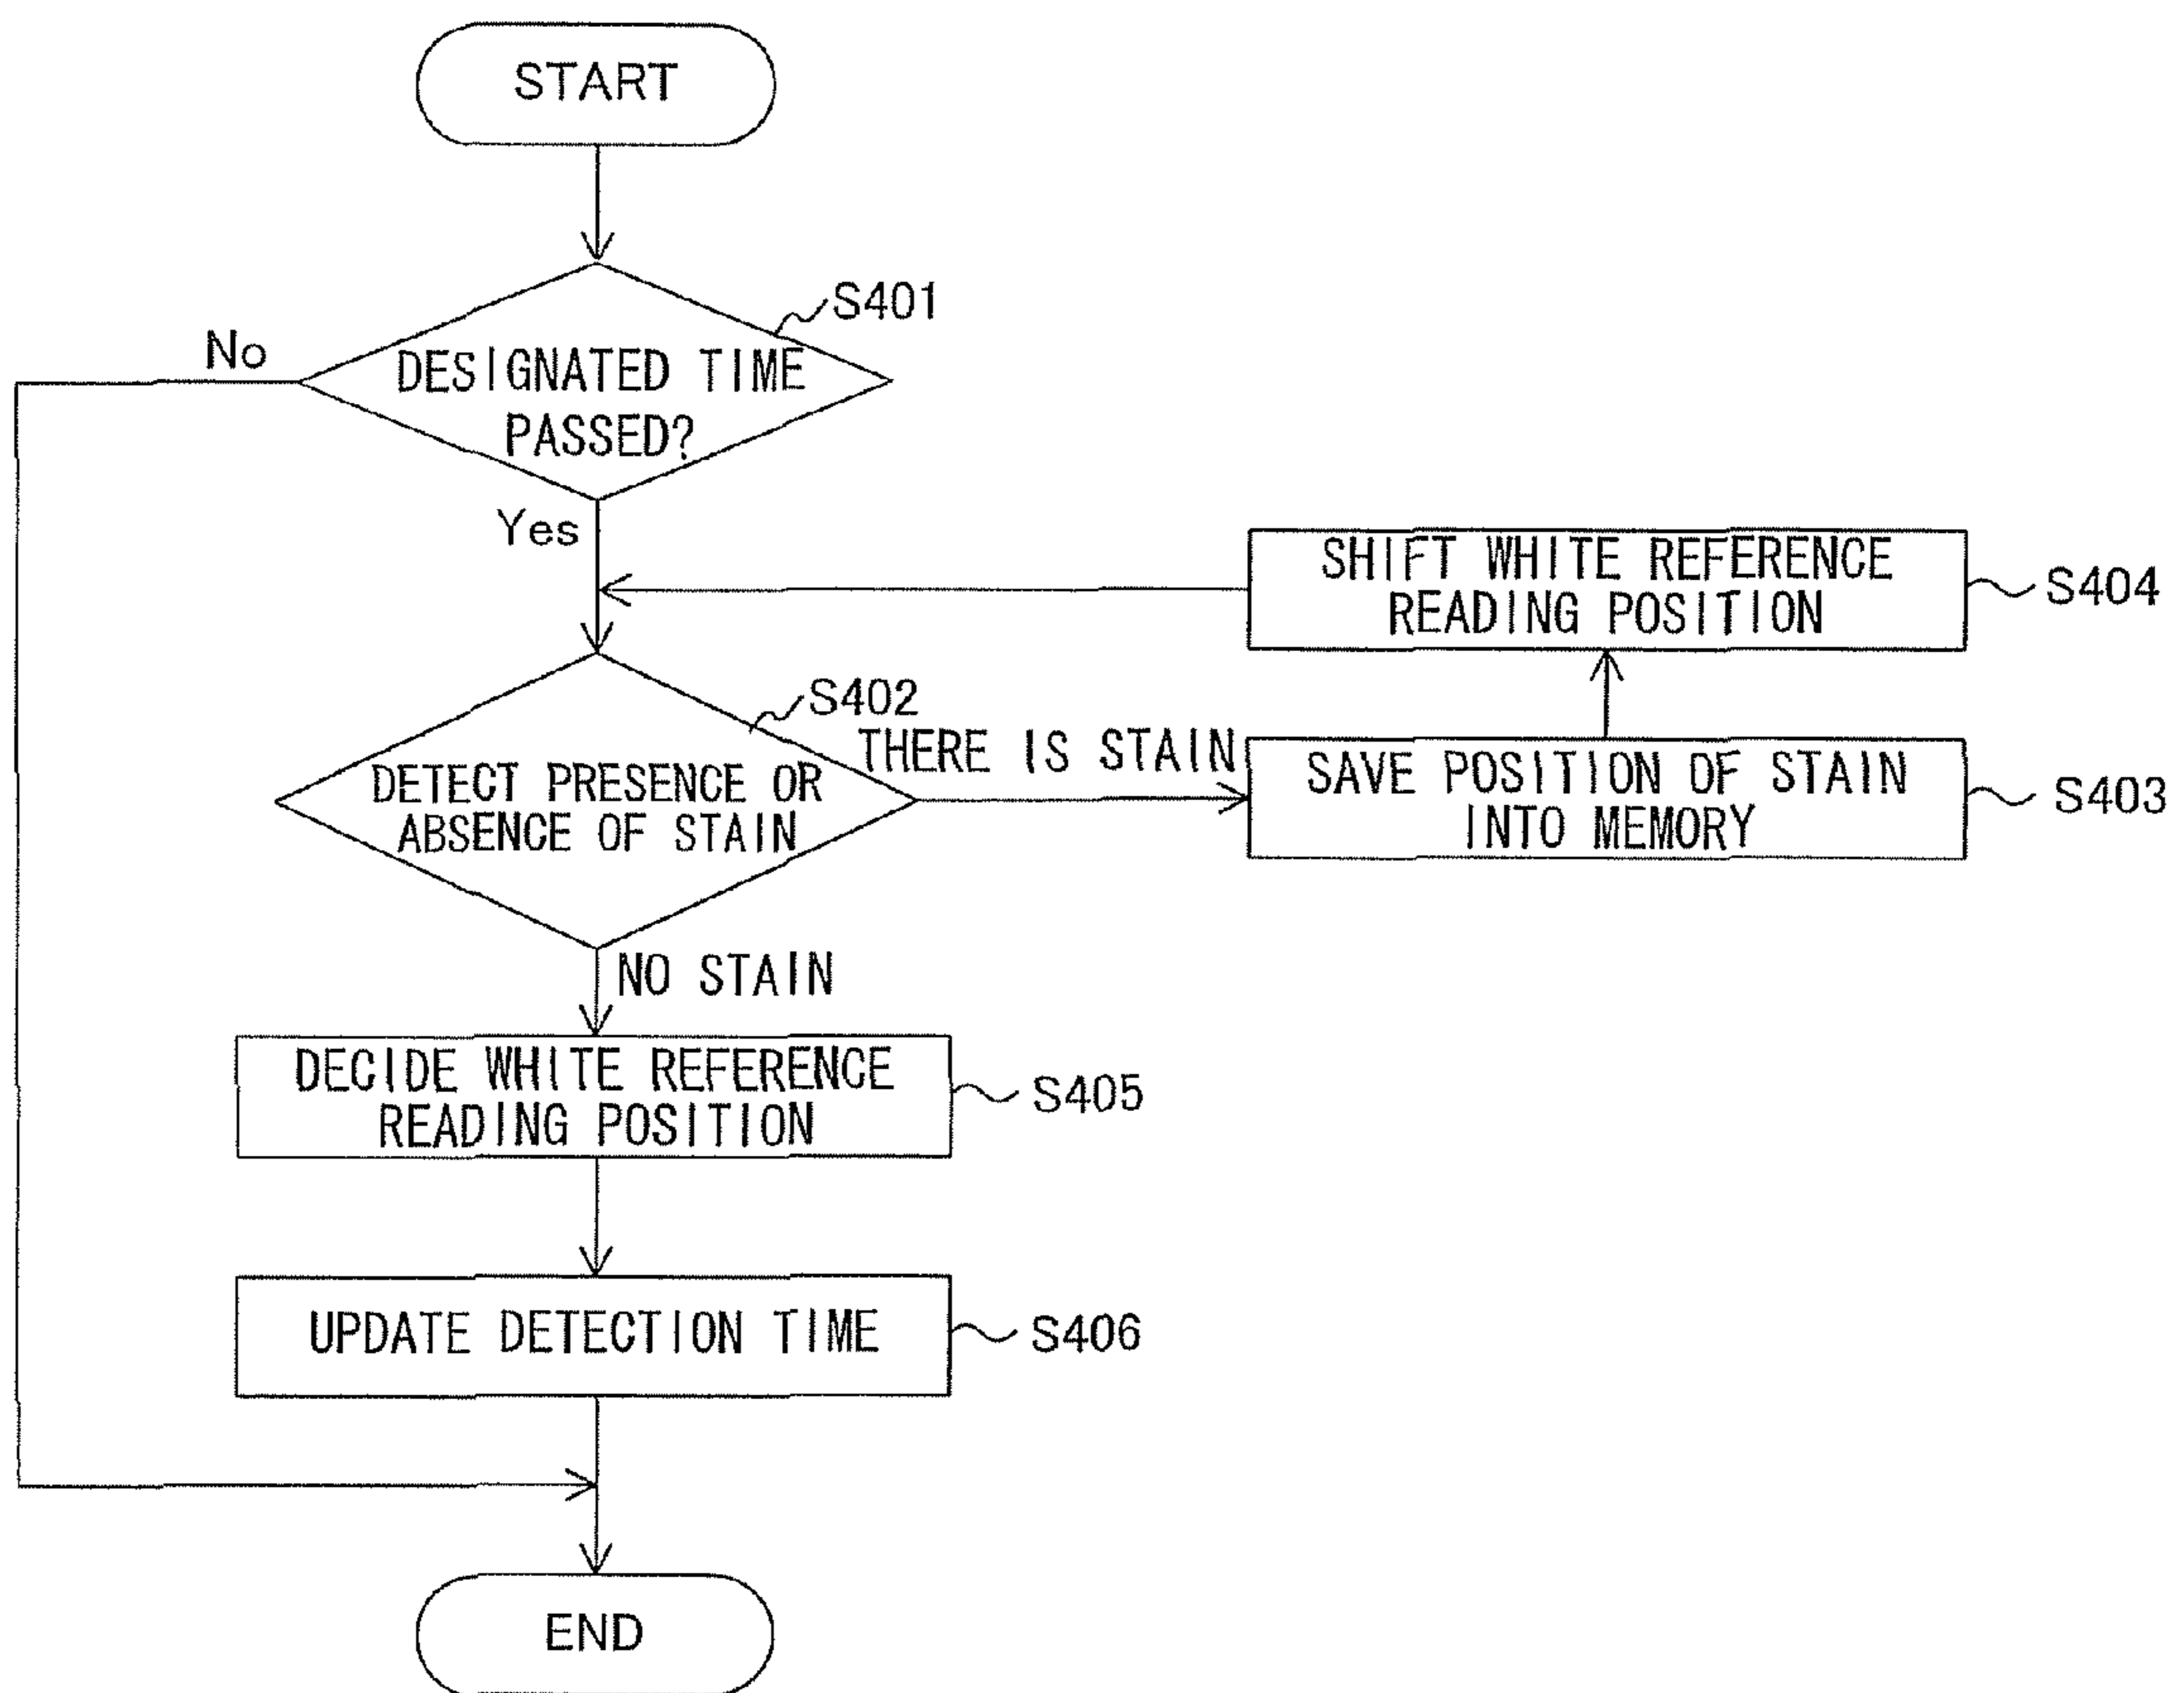 START
S401
No
DESIGNATED TIME
PASSED?
Yes
SHIFT WHITE REFERENCE
READING POSITION
S404
S402
THERE IS STAIN
DETECT PRESENCE OR
ABSENCE OF STAIN
SAVE POSITION OF STAIN
INTO MEMORY
S403
NO STAIN
DECIDE WHITE REFERENCE
READING POSITION
S405
UPDATE DETECTION TIME
S406
END